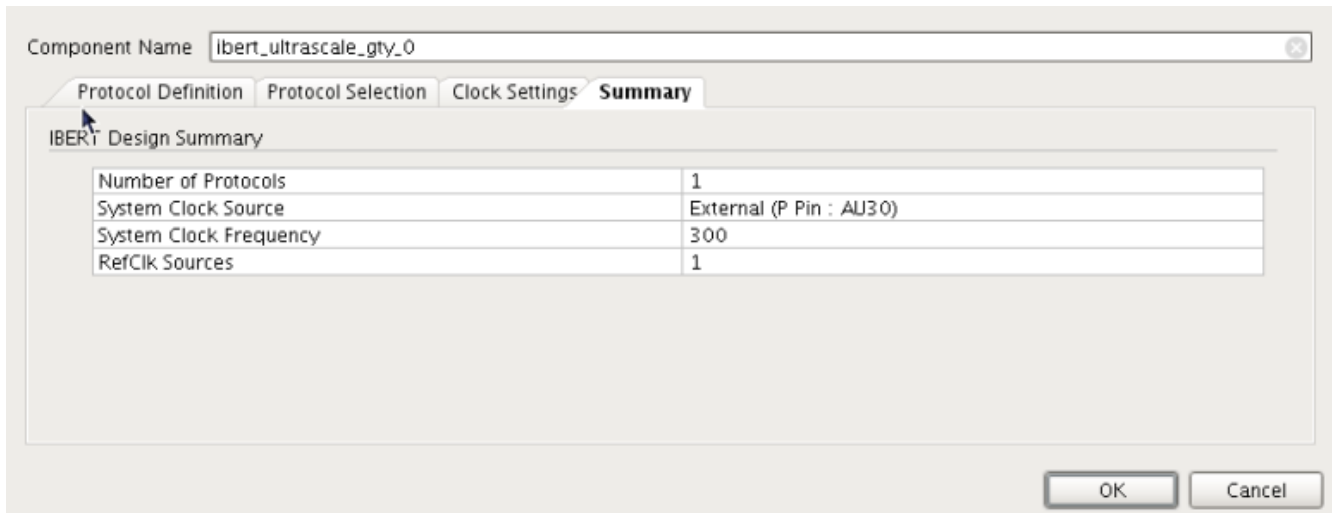 Component Name ibert_ultrascale_gty_0
Protocol Definition Protocol Selection Clock Settings Summary
IBERT Design Summary
Number of Protocols 1
System Clock Source External (P Pin : AU30)
System Clock Frequency 300
RefClk Sources 1
OK Cancel